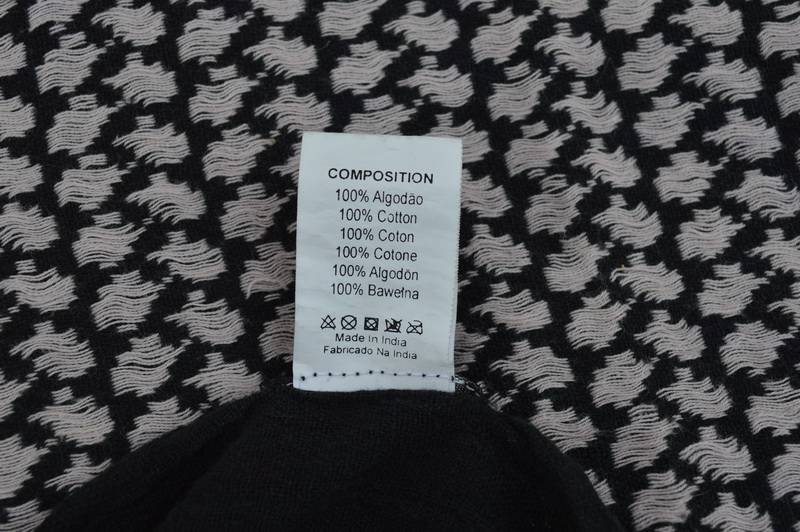 COMPOSITION
100% Algodão
100% Cotton
100% Coton
100% Cotone
100% Algodón
100% Bawełna
Made In India
Fabricado Na India